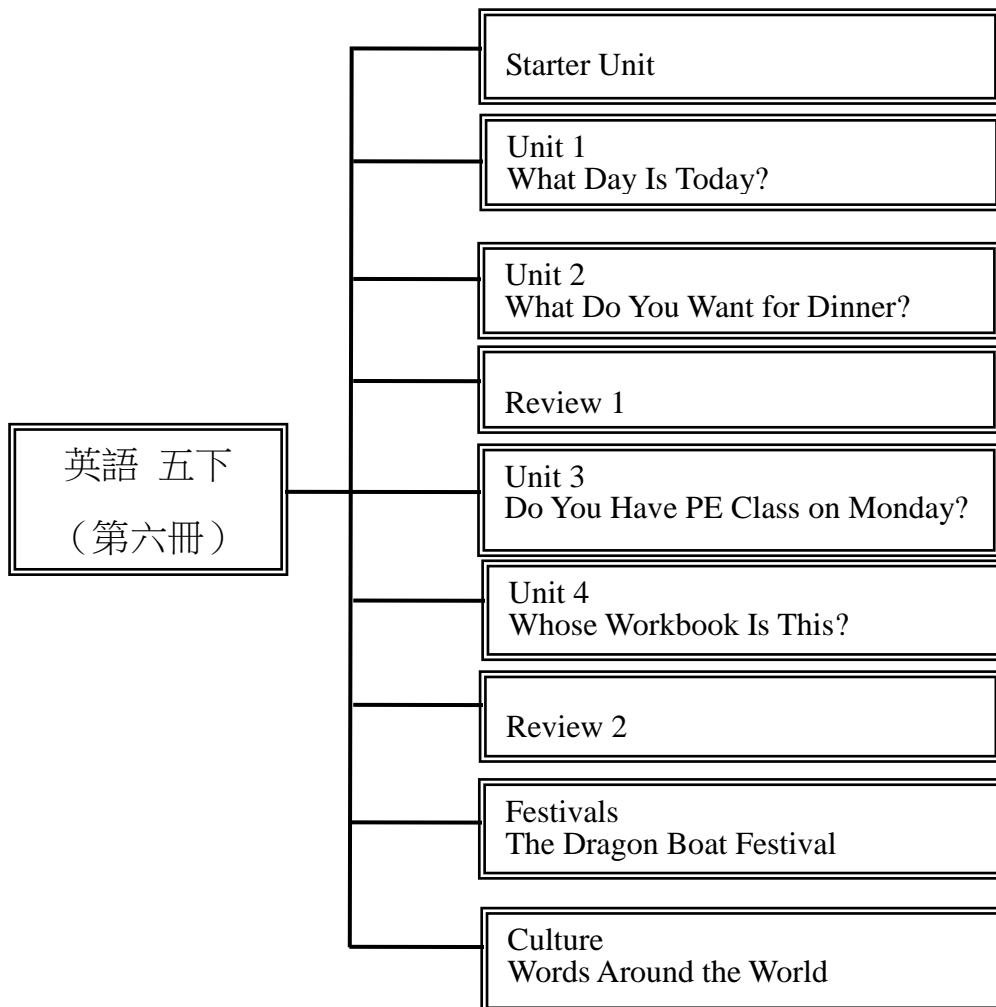 Starter Unit
Unit 1
What Day Is Today?
Unit 2
What Do You Want for Dinner?
Review 1
英語 五下
（第六冊）
Unit 3
Do You Have PE Class on Monday?
Unit 4
Whose Workbook Is This?
Review 2
Festivals
The Dragon Boat Festival
Culture
Words Around the World